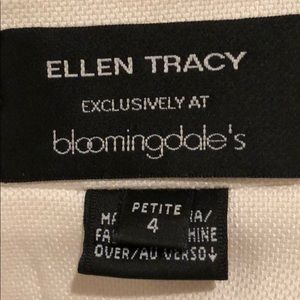 ELLEN TRACY
EXCLUSIVELY AT
bloomingdale's
PETITE
4
OVER/AU VERSO↓